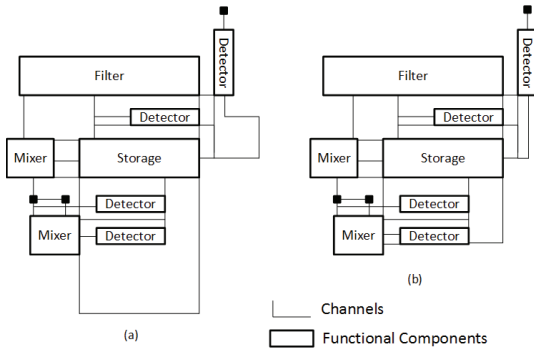 Detector
Detector
Filter
Filter
Detector
Detector
Mixer
Storage
Mixer
Storage
Detector
Detector
Mixer
Detector
Mixer
Detector
(b)
Channels
(a)
Functional Components